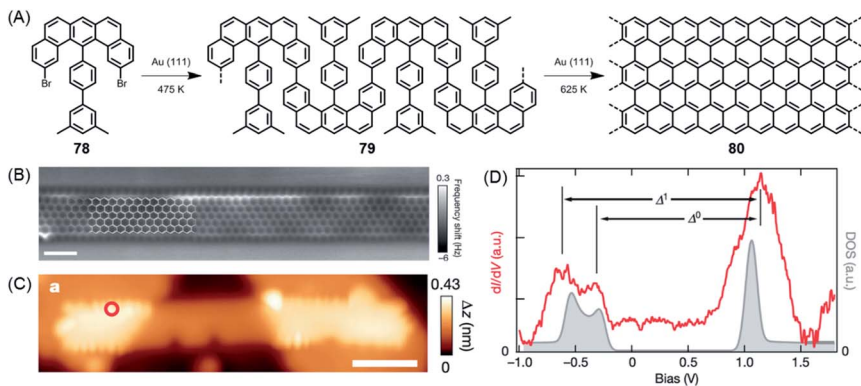 (A)
Br
Br
78
Au (111)
475 K
79
Au (111)
625 K
80
(B)
0.3
Frequency shift (Hz)
-6
(C)
a
0.43
Δz (nm)
0
(D)
Δ¹
Δ⁰
dI/dV (a.u.)
DOS (a.u.)
0
0
-1.0 -0.5 0 0.5 1.0 1.5
Bias (V)